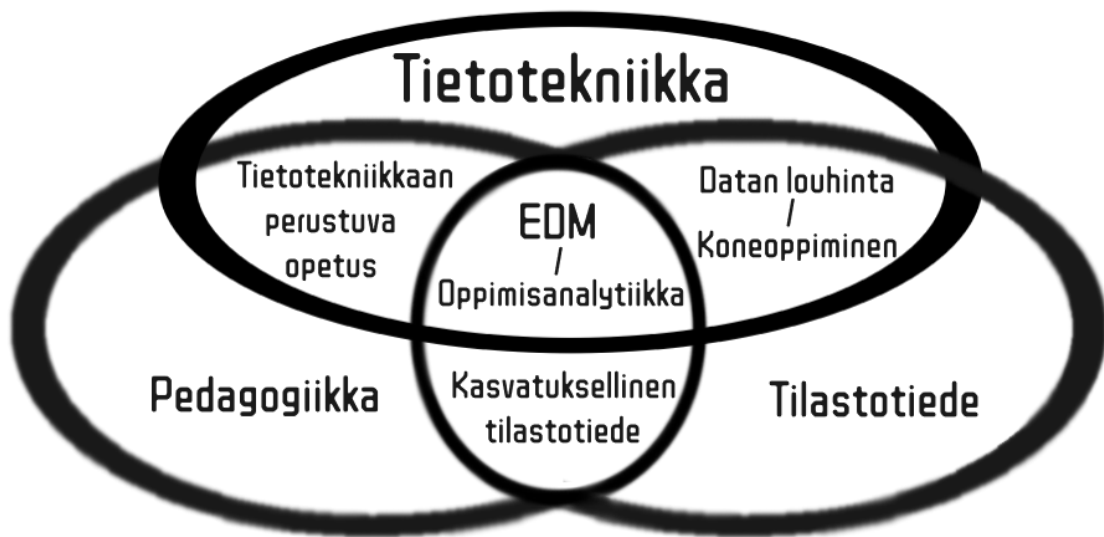 Tietotekniikka
Tietotekniikkaan
perustuva
opetus
EDM
/
Oppimisanalytiikka
Datan louhinta
/
Koneoppiminen
Pedagogiikka
Kasvatuksellinen
tilastotiede
Tilastotiede